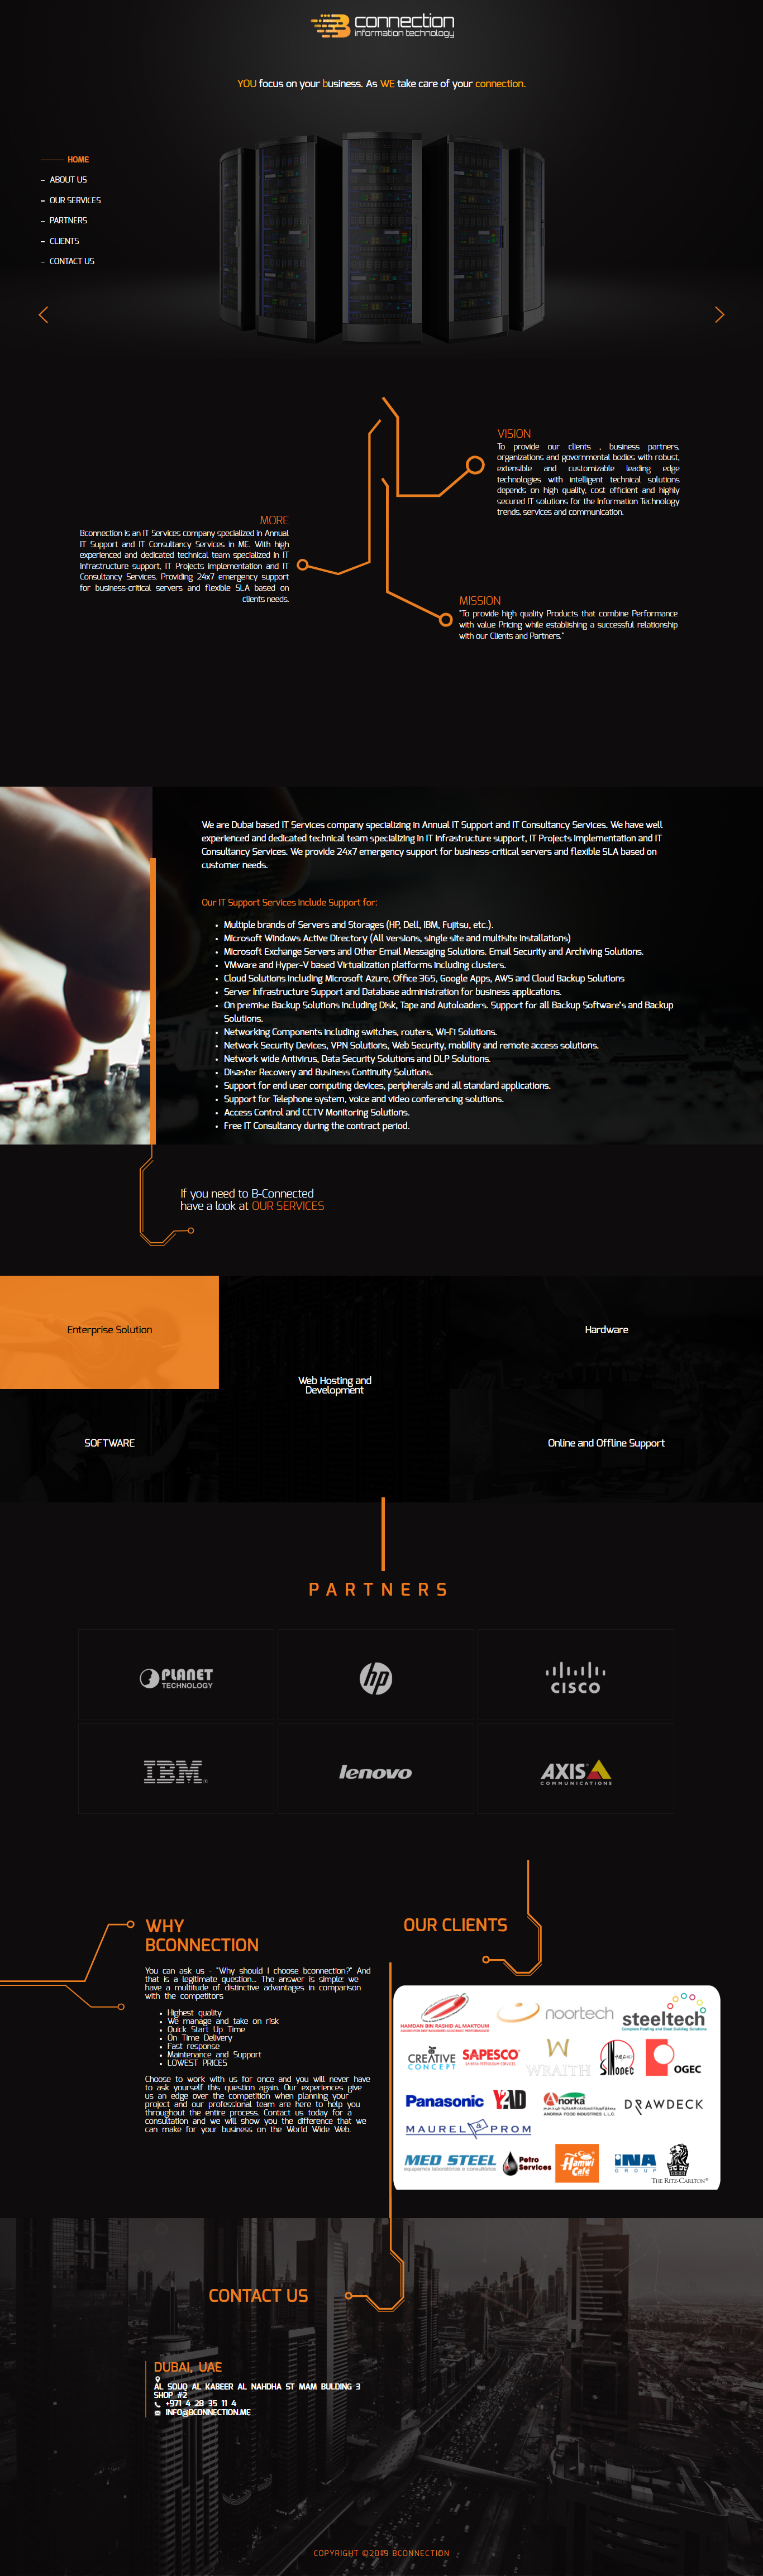 B connection
information technology
YOU focus on your business. As WE take care of your connection.
HOME
ABOUT US
OUR SERVICES
PARTNERS
CLIENTS
CONTACT US
VISION
To provide our clients , business partners,
organizations and governmental bodies with robust,
extensible and customizable leading edge
technologies with intelligent technical solutions
depends on high quality, cost efficient and highly
secured IT solutions for the Information Technology
trends, services and communication.
MORE
Bconnection is an IT Services company specialized in Annual
IT Support and IT Consultancy Services in ME. With high
experienced and dedicated technical team specialized in IT
Infrastructure support, IT Projects implementation and IT
Consultancy Services. Providing 24x7 emergency support
for business-critical servers and flexible SLA based on
clients needs.
MISSION
"To provide high quality Products that combine Performance
with value Pricing while establishing a successful relationship
with our Clients and Partners."
We are Dubai based IT Services company specializing in Annual IT Support and IT Consultancy Services. We have well
experienced and dedicated technical team specializing in IT Infrastructure support, IT Projects implementation and IT
Consultancy Services. We provide 24x7 emergency support for business-critical servers and flexible SLA based on
customer needs.
Our IT Support Services include Support for:
Multiple brands of Servers and Storages (HP, Dell, IBM, Fujitsu, etc.).
Microsoft Windows Active Directory (All versions, single site and multisite installations)
Microsoft Exchange Servers and Other Email Messaging Solutions. Email Security and Archiving Solutions.
VMware and Hyper-V based Virtualization platforms including clusters.
Cloud Solutions including Microsoft Azure, Office 365, Google Apps, AWS and Cloud Backup Solutions
Server Infrastructure Support and Database administration for business applications.
On premise Backup Solutions including Disk, Tape and Autoloaders. Support for all Backup Software's and Backup
Solutions.
Networking Components including switches, routers, Wi-Fi Solutions.
Network Security Devices, VPN Solutions, Web Security, mobility and remote access solutions.
Network wide Antivirus, Data Security Solutions and DLP Solutions.
Disaster Recovery and Business Continuity Solutions.
Support for end user computing devices, peripherals and all standard applications.
Support for Telephone system, voice and video conferencing solutions.
Access Control and CCTV Monitoring Solutions.
Free IT Consultancy during the contract period.
If you need to B-Connected
have a look at OUR SERVICES
Enterprise Solution
Hardware
Web Hosting and
Development
SOFTWARE
Online and Offline Support
PARTNERS
PLANET
TECHNOLOGY
hp
CISCO
IBM
lenovo
AXIS
COMMUNICATIONS
WHY
BCONNECTION
You can ask us - "Why should I choose bconnection?" And
that is a legitimate question... The answer is simple: we
have a multitude of distinctive advantages in comparison
with the competitors
Highest quality
We manage and take on risk
Quick Start Up Time
On Time Delivery
Fast response
Maintenance and Support
LOWEST PRICES
Choose to work with us for once and you will never have
to ask yourself this question again. Our experiences give
us an edge over the competition when planning your
project and our professional team are here to help you
throughout the entire process. Contact us today for a
consultation and we will show you the difference that we
can make for your business on the World Wide Web.
OUR CLIENTS
HAMDAN BIN RASHID AL MAKTOUM
noortech
steeltech
CREATIVE
CONCEPT
SAPESCO
WRAITH
SINOPEC
OGEC
Panasonic
Anorka
ANORKA FOOD INDUSTRIES L.L.C.
DRAWDECK
MAUREL PROM
MED STEEL
Petro
Services
Hamwi
Café
INA
GROUP
THE RITZ-CARLTON
CONTACT US
DUBAI, UAE
AL SOUQ AL KABEER AL NAHDHA ST MAM BULDING 3
SHOP #2
+971 4 28 35 11 4
INFO@BCONNECTION.ME
COPYRIGHT ©2019 BCONNECTION